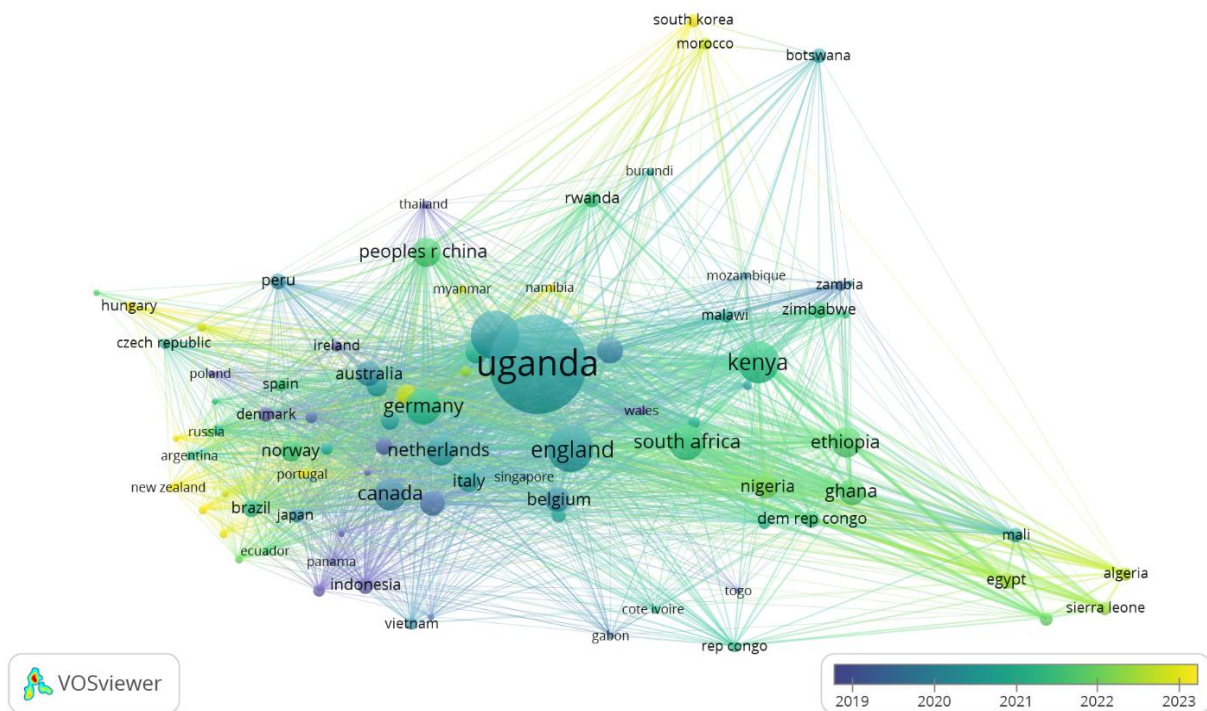 south korea
morocco
botswana
burundi
rwanda
thailand
peoples r china
mozambique
zambia
peru
myanmar
namibia
hungary
malawi
zimbabwe
czech republic
ireland
uganda
kenya
poland
australia
spain
germany
denmark
wales
russia
norway
netherlands
england
south africa
ethiopia
argentina
portugal
singapore
new zealand
canada
italy
belgium
nigeria
ghana
brazil
japan
dem rep congo
mali
ecuador
panama
indonesia
togo
egypt
algeria
vietnam
cote ivoire
gabon
rep congo
sierra leone
VOSviewer
2019 2020 2021 2022 2023